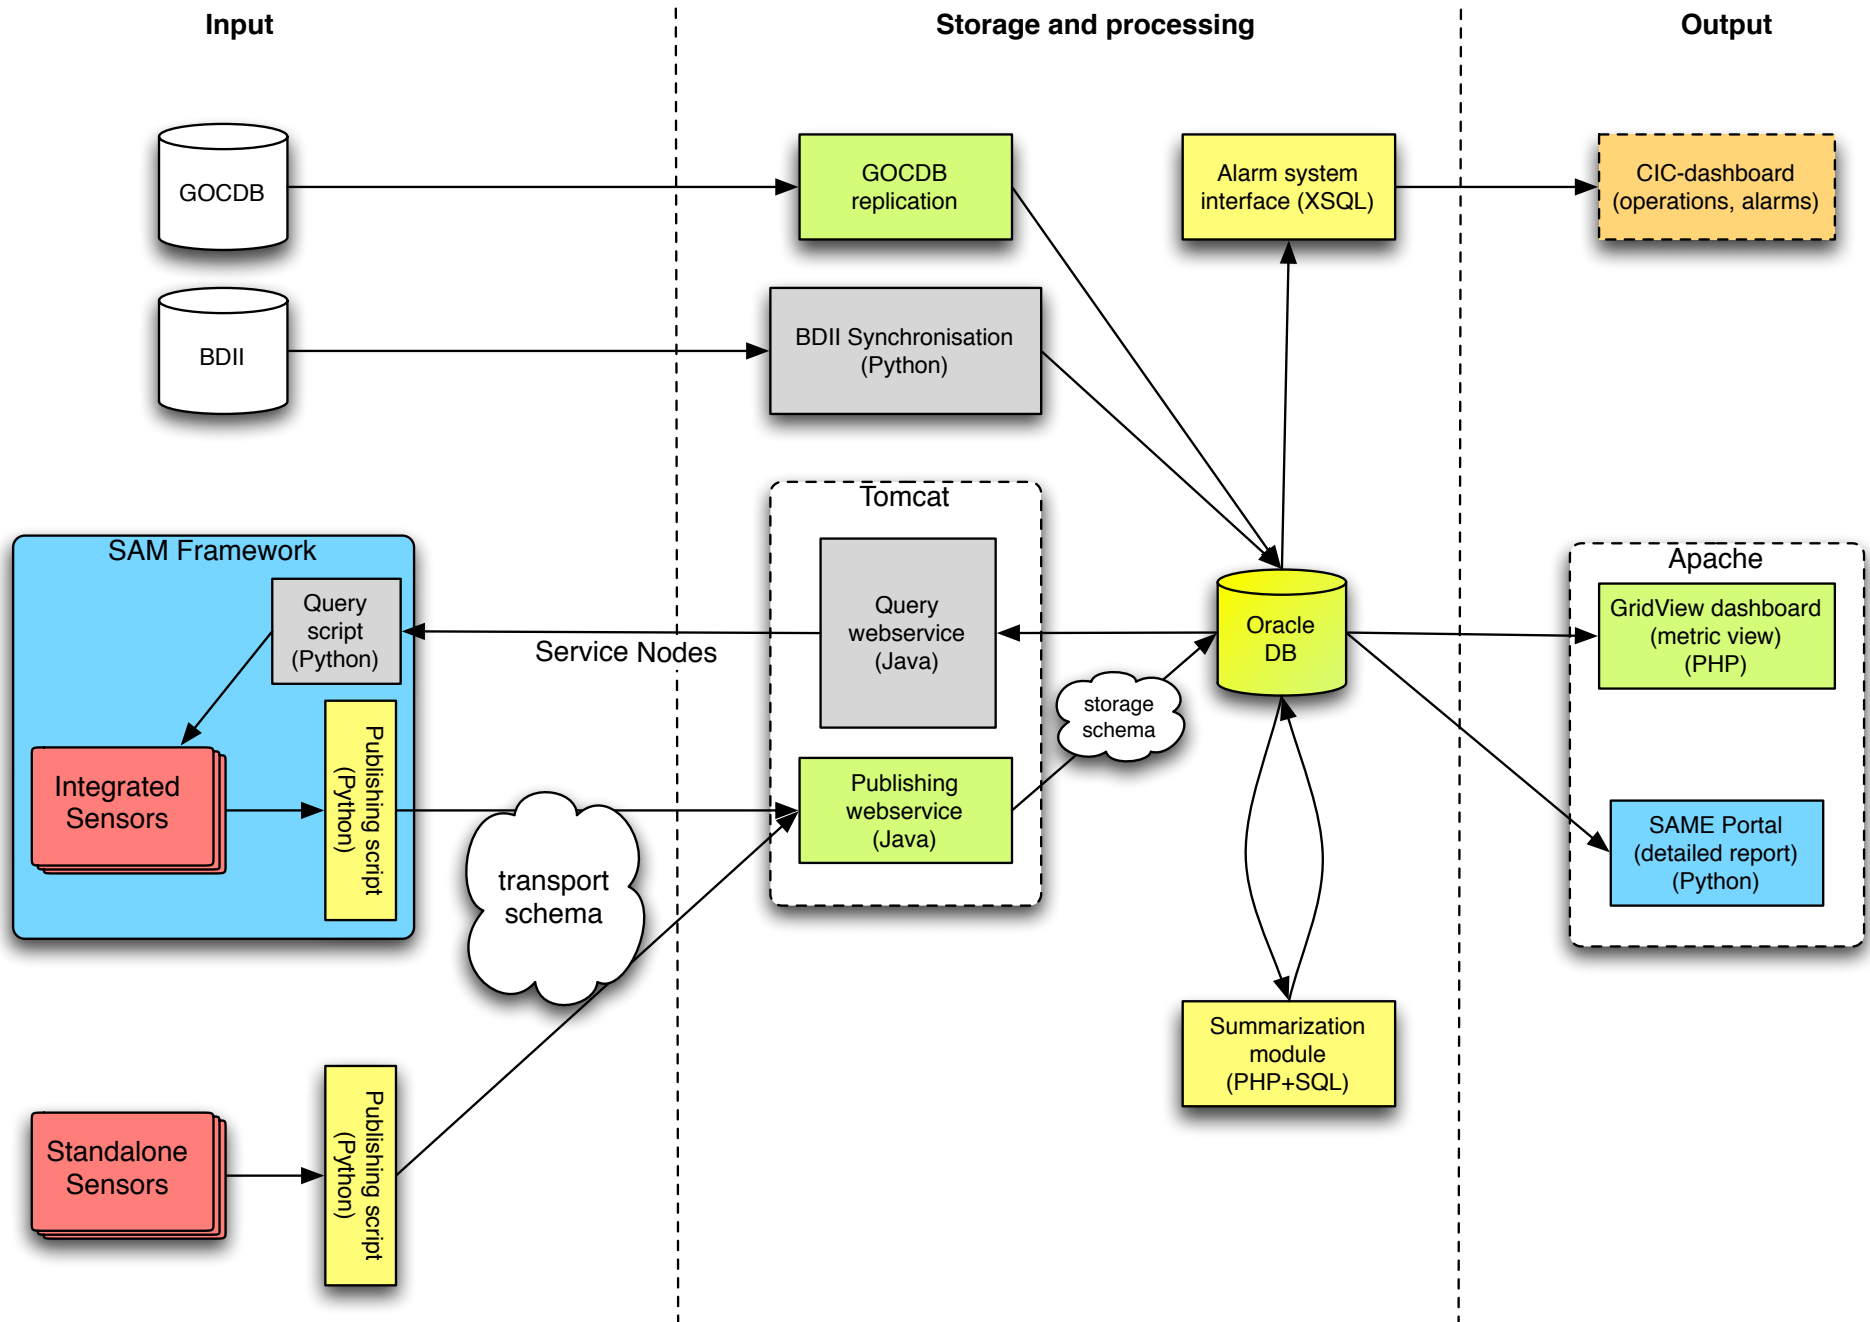 Input
Storage and processing
Output
GOCDB
GOCDB
replication
Alarm system
interface (XSQL)
CIC-dashboard
(operations, alarms)
BDII
BDII Synchronisation
(Python)
Tomcat
SAM Framework
Query
script
(Python)
Service Nodes
Query
webservice
(Java)
Oracle
DB
Apache
GridView dashboard
(metric view)
(PHP)
storage
schema
Integrated
Sensors
Publishing script
(Python)
transport
schema
Publishing
webservice
(Java)
SAME Portal
(detailed report)
(Python)
Summarization
module
(PHP+SQL)
Standalone
Sensors
Publishing script
(Python)